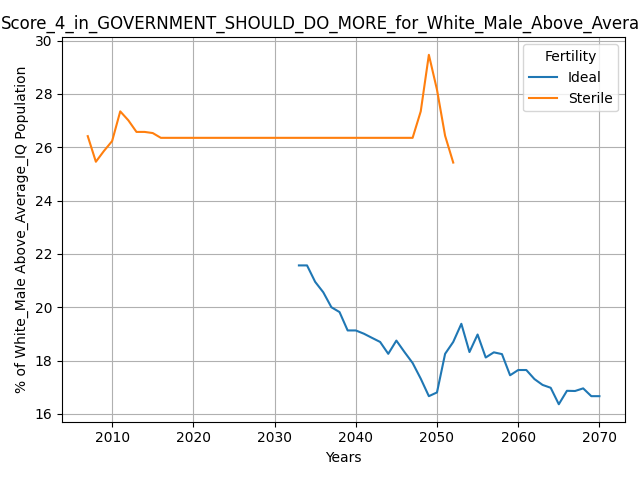 Score_4_in_GOVERNMENT_SHOULD_DO_MORE_for_White_Male_Above_Avera
% of White_Male Above_Average_IQ Population
30
28
26
24
22
20
18
16
Fertility
Ideal
Sterile
2010 2020 2030 2040 2050 2060 2070
Years